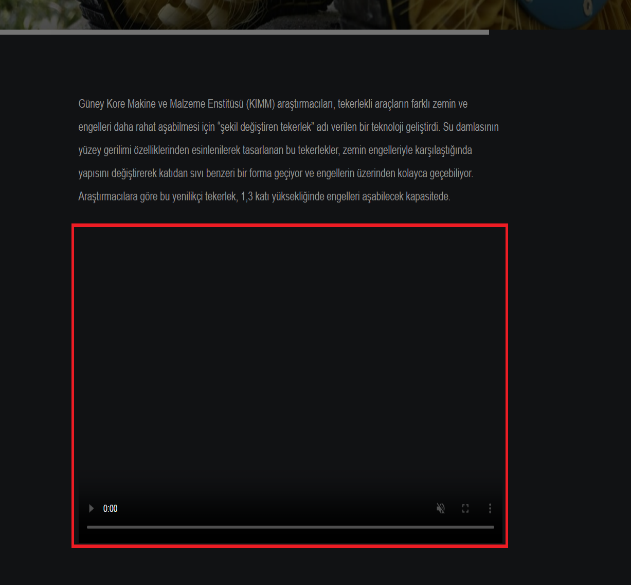 Güney Kore Makine ve Malzeme Enstitüsü (KIMM) araştırmacıları, tekerlekli araçların farklı zemin ve
engelleri daha rahat aşabilmesi için "şekil değiştiren tekerlek" adı verilen bir teknoloji geliştirdi. Su damlasının
yüzey gerilimi özelliklerinden esinlenilerek tasarlanan bu tekerlekler, zemin engelleriyle karşılaştığında
yapısını değiştirerek katıdan sıvı benzeri bir forma geçiyor ve engellerin üzerinden kolayca geçebiliyor.
Araştırmacılara göre bu yenilikçi tekerlek, 1,3 katı yüksekliğinde engelleri aşabilecek kapasitede.
0:00